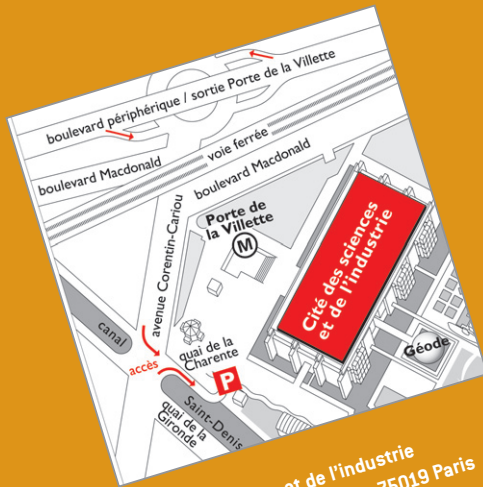 boulevard périphérique / sortie Porte de la Villette
boulevard Macdonald
voie ferrée
boulevard Macdonald
avenue Corentin-Cariou
Porte de
la Villette
M
Cité des sciences
et de l'industrie
Géode
canal
accès
quai de la
Charente
P
Saint-Denis
quai de la
Gironde
et de l'industrie
75019 Paris